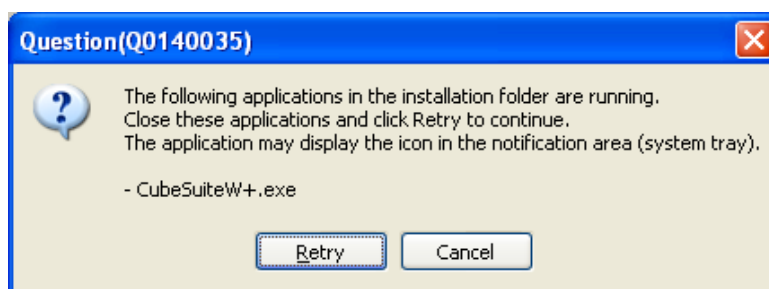 Question(Q0140035)
The following applications in the installation folder are running.
Close these applications and click Retry to continue.
The application may display the icon in the notification area (system tray).
- CubeSuiteW+.exe
Retry Cancel